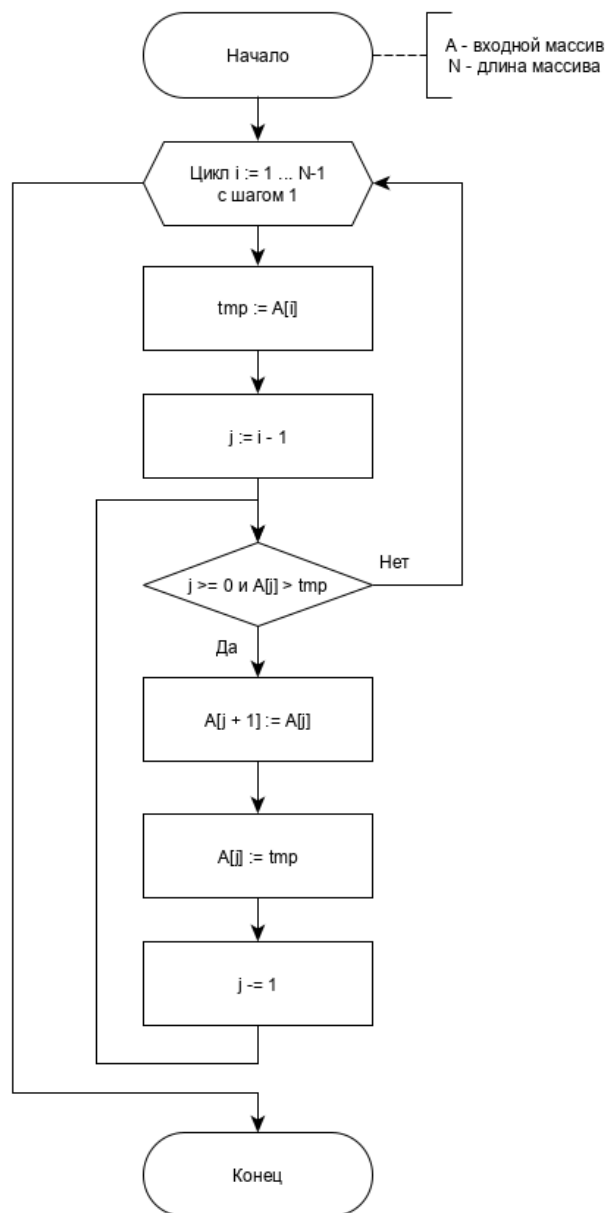 Начало
A - входной массив
N - длина массива
Цикл i := 1 ... N-1
с шагом 1
tmp := A[i]
j := i - 1
j >= 0 и A[j] > tmp
Нет
Да
A[j + 1] := A[j]
A[j] := tmp
j -= 1
Конец